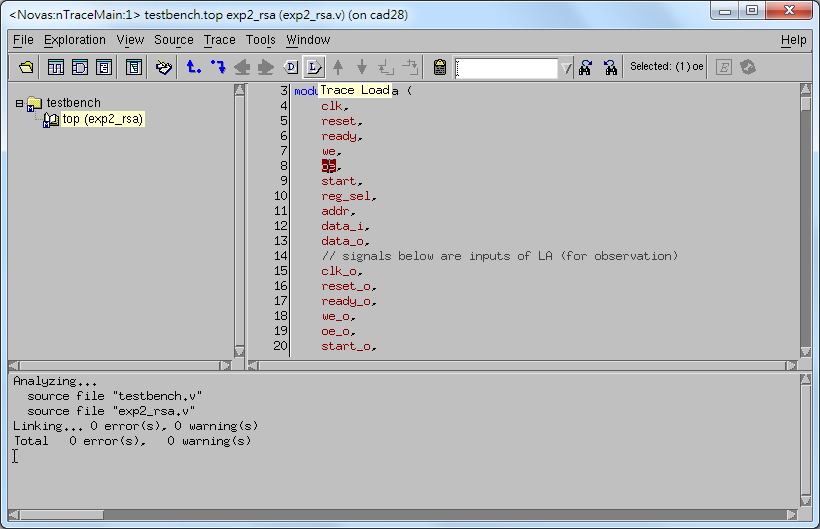 <Novas:nTraceMain:1> testbench.top exp2_rsa (exp2_rsa.v) (on cad28)
File Exploration View Source Trace Tools Window Help
D L Selected: (1) oe E
testbench
top (exp2_rsa)
3 modu Trace Load a (
4 clk,
5 reset,
6 ready,
7 we,
8 oe,
9 start,
10 reg_sel,
11 addr,
12 data_i,
13 data_o,
14 // signals below are inputs of LA (for observation)
15 clk_o,
16 reset_o,
17 ready_o,
18 we_o,
19 oe_o,
20 start_o,
Analyzing...
source file "testbench.v"
source file "exp2_rsa.v"
Linking... 0 error(s), 0 warning(s)
Total 0 error(s), 0 warning(s)